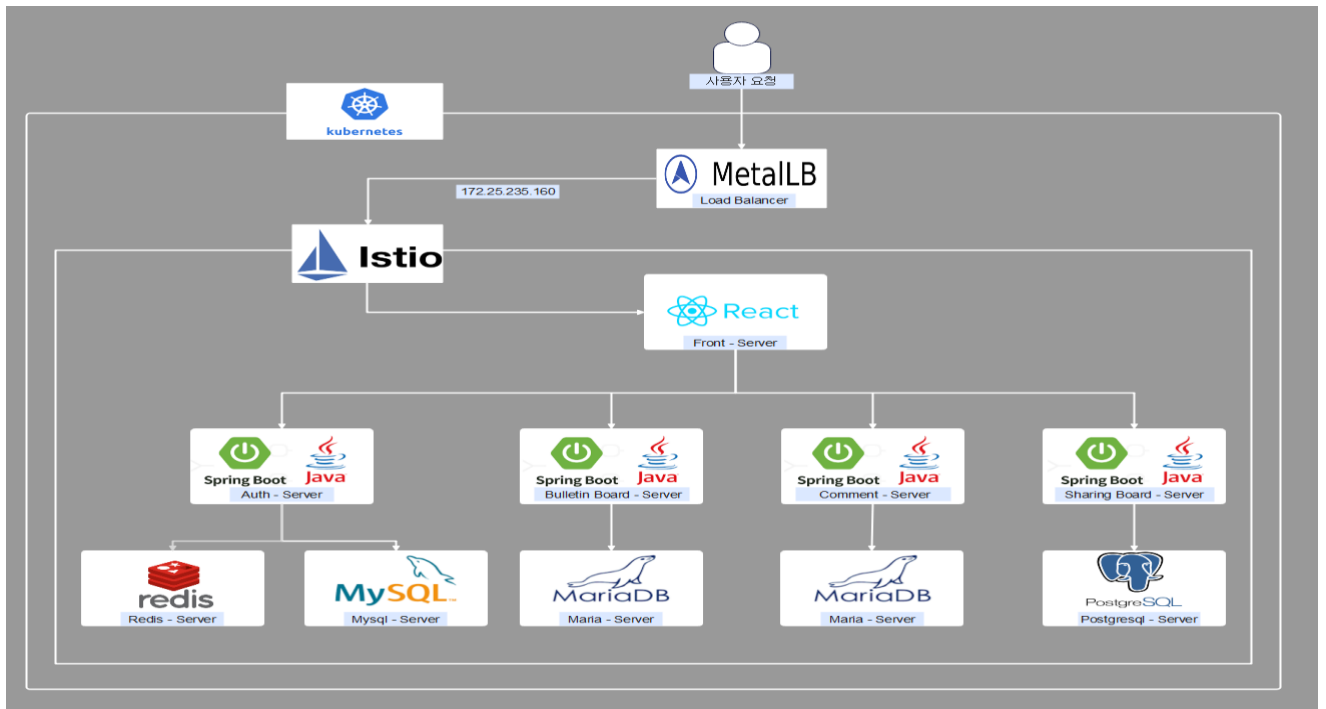 사용자 요청
kubernetes
MetalLB
Load Balancer
172.25.235.160
Istio
React
Front - Server
Spring Boot Java
Auth - Server
Spring Boot Java
Bulletin Board - Server
Spring Boot Java
Comment - Server
Spring Boot Java
Sharing Board - Server
redis
Redis - Server
MySQL
Mysql - Server
MariaDB
Maria - Server
MariaDB
Maria - Server
PostgreSQL
Postgresql - Server